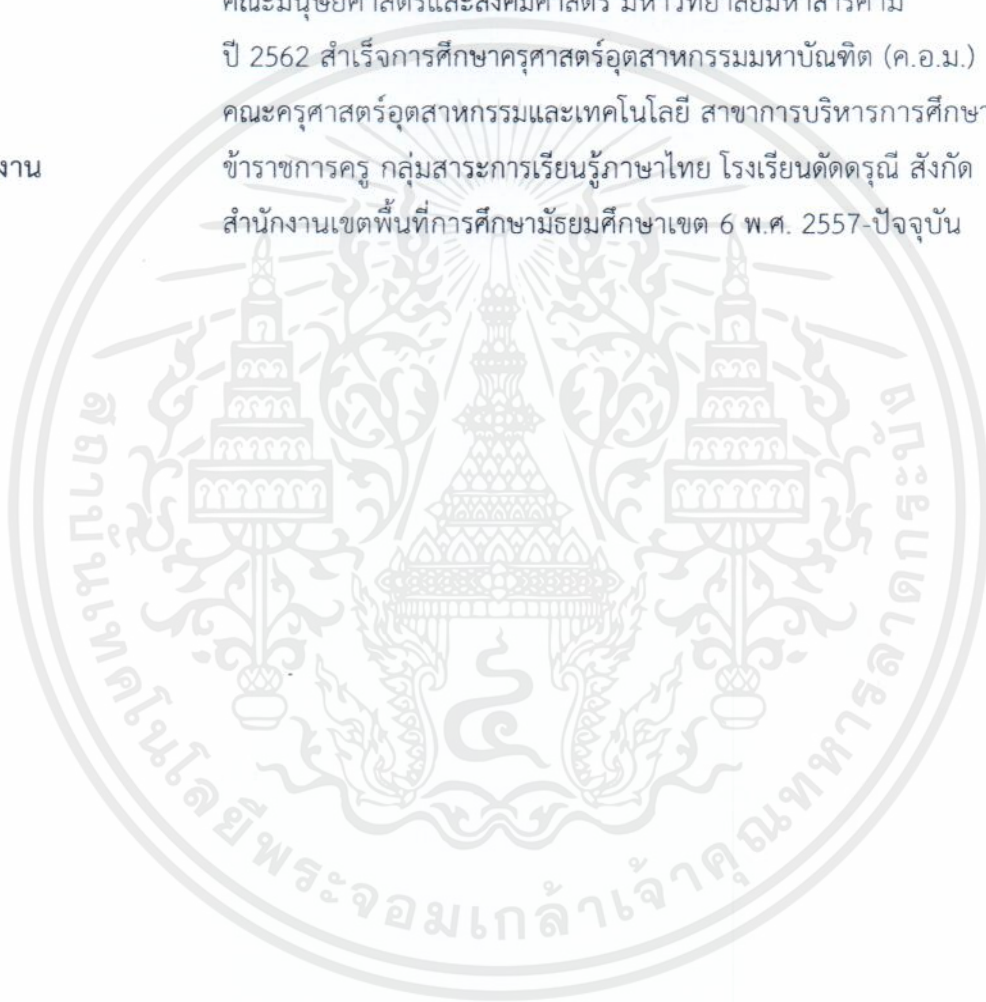 คณะมนุษยศาสตร์และสังคมศาสตร์ มหาวิทยาลัยมหาสารคาม
ปี 2562 สำเร็จการศึกษาครุศาสตร์อุตสาหกรรมมหาบัณฑิต (ค.อ.ม.)
คณะครุศาสตร์อุตสาหกรรมและเทคโนโลยี สาขาการบริหารการศึกษา
งาน ข้าราชการครู กลุ่มสาระการเรียนรู้ภาษาไทย โรงเรียนดัดดรุณี สังกัด
สำนักงานเขตพื้นที่การศึกษามัธยมศึกษาเขต 6 พ.ศ. 2557-ปัจจุบัน
สถาบันเทคโนโลยีพระจอมเกล้าเจ้าคุณทหารลาดกระบัง